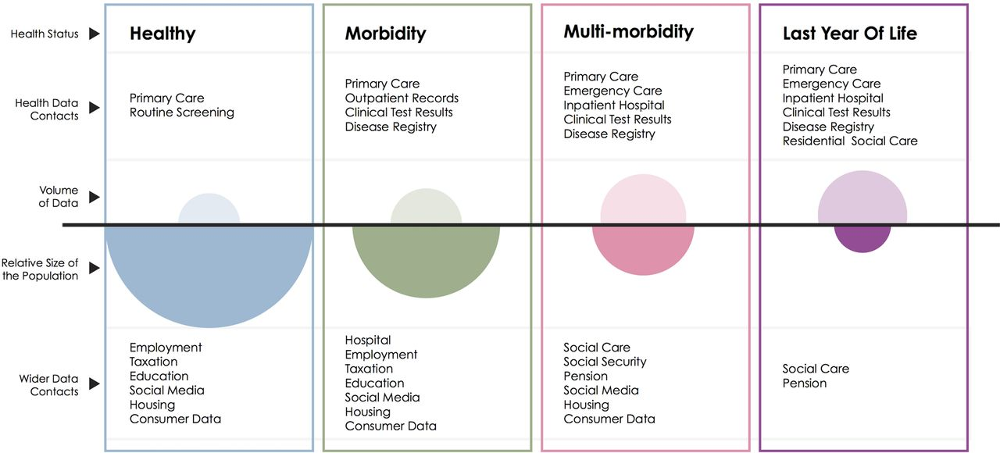 Health Status
Healthy
Morbidity
Multi-morbidity
Last Year Of Life
Health Data
Contacts
Primary Care
Routine Screening
Primary Care
Outpatient Records
Clinical Test Results
Disease Registry
Primary Care
Emergency Care
Inpatient Hospital
Clinical Test Results
Disease Registry
Primary Care
Emergency Care
Inpatient Hospital
Clinical Test Results
Disease Registry
Residential  Social Care
Volume
of Data
Relative Size of
the Population
Wider Data
Contacts
Employment
Taxation
Education
Social Media
Housing
Consumer Data
Hospital
Employment
Taxation
Education
Social Media
Housing
Consumer Data
Social Care
Social Security
Pension
Social Media
Housing
Consumer Data
Social Care
Pension